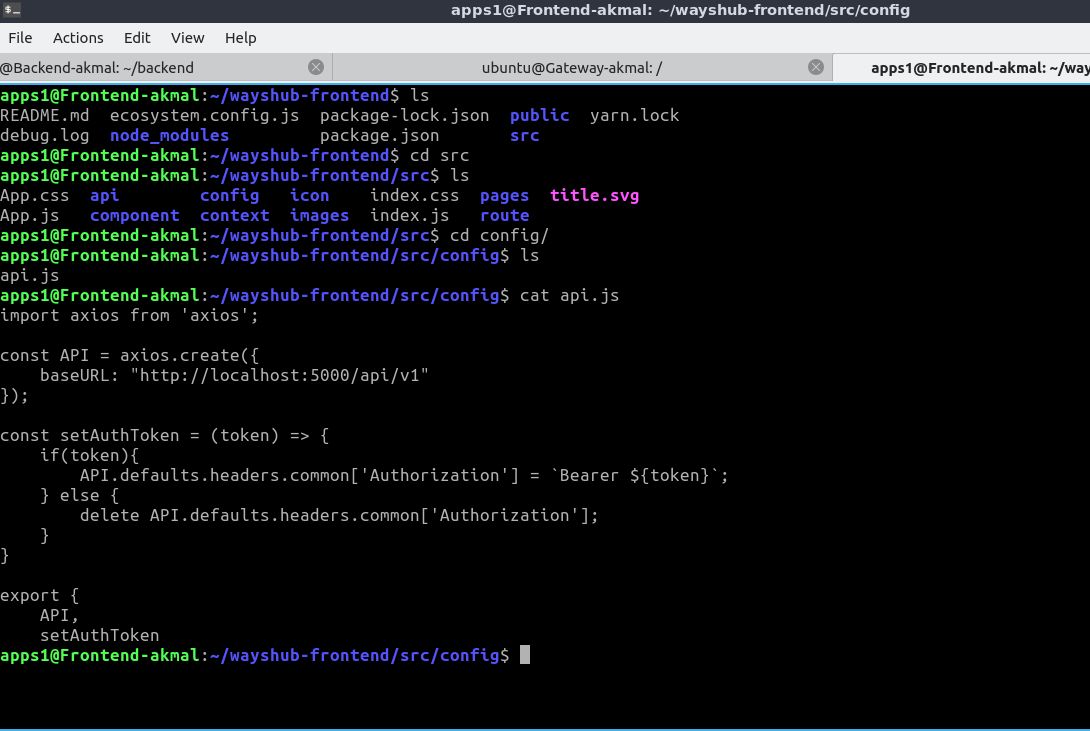 apps1@Frontend-akmal: ~/wayshub-frontend/src/config
File Actions Edit View Help
@Backend-akmal: ~/backend ubuntu@Gateway-akmal: / apps1@Frontend-akmal: ~/way
apps1@Frontend-akmal:~/wayshub-frontend$ ls
README.md ecosystem.config.js package-lock.json public yarn.lock
debug.log node_modules package.json src
apps1@Frontend-akmal:~/wayshub-frontend$ cd src
apps1@Frontend-akmal:~/wayshub-frontend/src$ ls
App.css api config icon index.css pages title.svg
App.js component context images index.js route
apps1@Frontend-akmal:~/wayshub-frontend/src$ cd config/
apps1@Frontend-akmal:~/wayshub-frontend/src/config$ ls
api.js
apps1@Frontend-akmal:~/wayshub-frontend/src/config$ cat api.js
import axios from 'axios';

const API = axios.create({
    baseURL: "http://localhost:5000/api/v1"
});

const setAuthToken = (token) => {
    if(token){
        API.defaults.headers.common['Authorization'] = `Bearer ${token}`;
    } else {
        delete API.defaults.headers.common['Authorization'];
    }
}

export {
    API,
    setAuthToken
apps1@Frontend-akmal:~/wayshub-frontend/src/config$